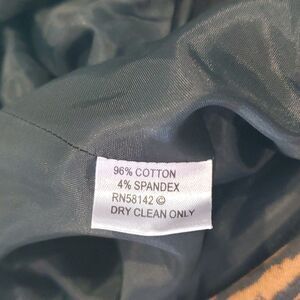 96% COTTON
4% SPANDEX
RN58142 ©
DRY CLEAN ONLY